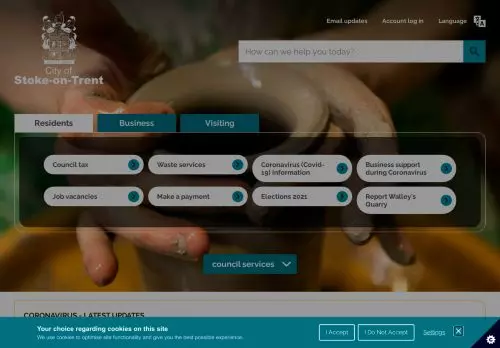 Email updates
Account log in
Language
City of
Stoke-on-Trent
How can we help you today?
Residents
Business
Visiting
Council tax
Waste services
Coronavirus (Covid-
19) information
Business support
during Coronavirus
Job vacancies
Make a payment
Elections 2021
Report Walley's
Quarry
council services
CORONAVIRUS - LATEST UPDATES
Your choice regarding cookies on this site
We use cookies to optimise site functionality and give you the best possible experience.
I Accept
I Do Not Accept
Settings